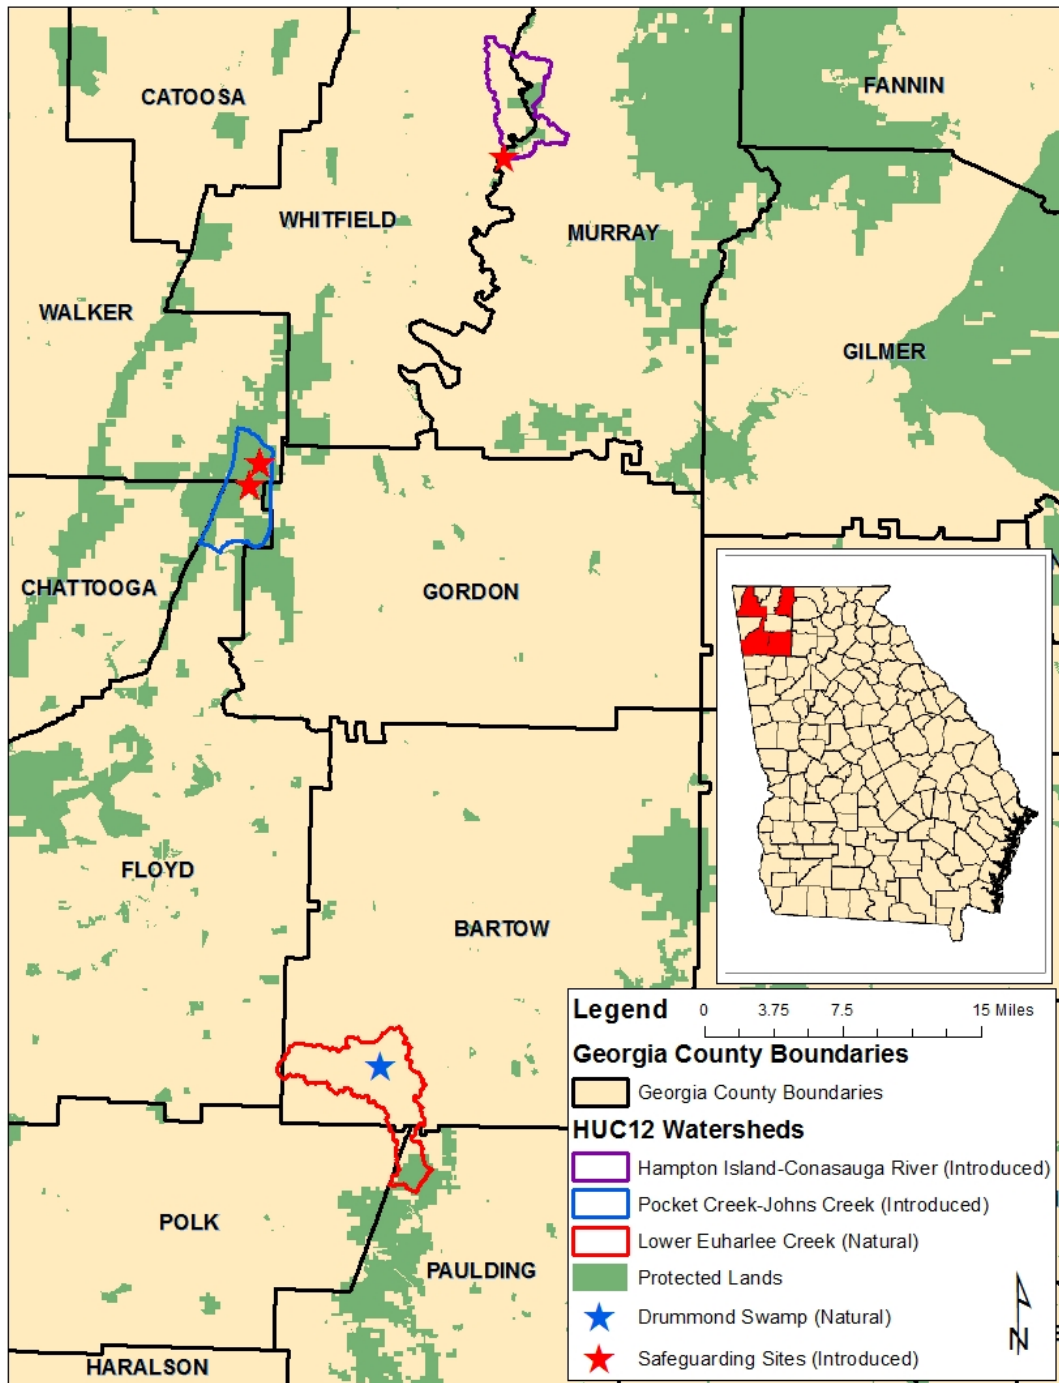 CATOOSA
FANNIN
WHITFIELD
MURRAY
WALKER
GILMER
CHATTOOGA
GORDON
FLOYD
BARTOW
POLK
PAULDING
HARALSON
Legend
0 3.75 7.5 15 Miles
Georgia County Boundaries
Georgia County Boundaries
HUC12 Watersheds
Hampton Island-Conasauga River (Introduced)
Pocket Creek-Johns Creek (Introduced)
Lower Euharlee Creek (Natural)
Protected Lands
Drummond Swamp (Natural)
Safeguarding Sites (Introduced)
N